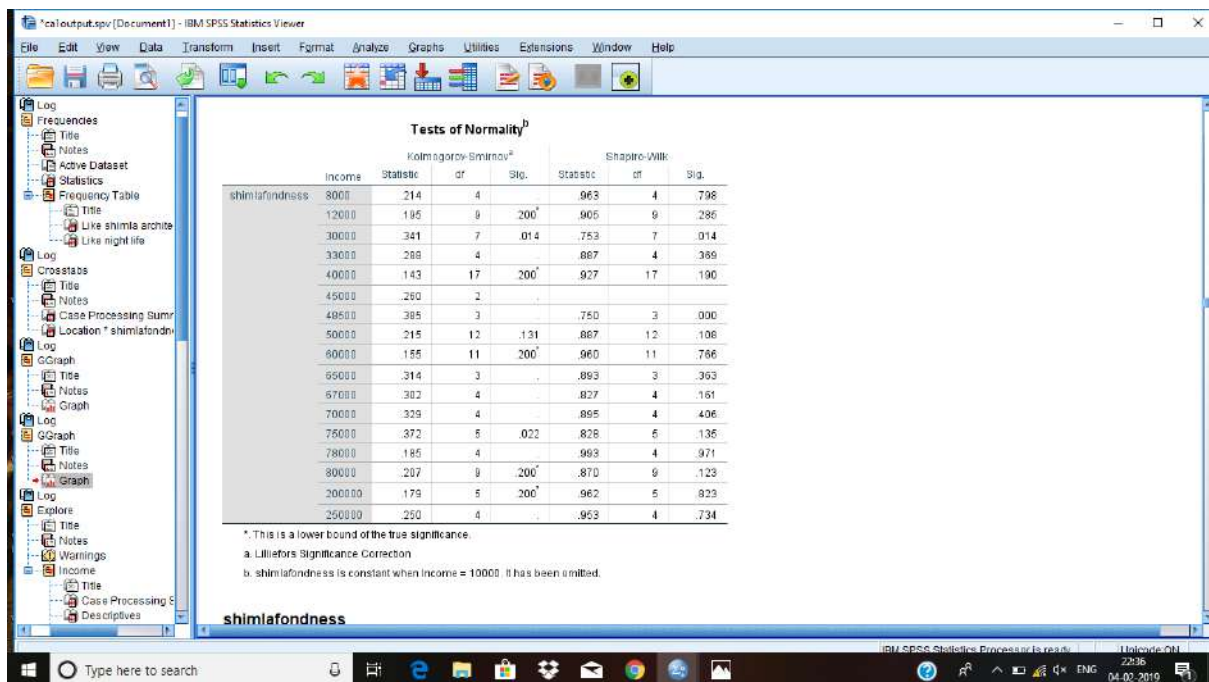 *ca1output.spv [Document1] - IBM SPSS Statistics Viewer
File Edit View Data Transform Insert Format Analyze Graphs Utilities Extensions Window Help
Log
Frequencies
Title
Notes
Active Dataset
Statistics
Frequency Table
Title
Like shimla archite
Like night life
Log
Crosstabs
Title
Notes
Case Processing Sumr
Location * shimlafondn
Log
GGraph
Title
Notes
Graph
Log
GGraph
Title
Notes
Graph
Log
Explore
Title
Notes
Warnings
Income
Title
Case Processing S
Descriptives
Tests of Normality b
Kolmogorov-Smirnov a Shapiro-Wilk
Income Statistic df Sig. Statistic df Sig.
shimlafondness 8000 .214 4 . .963 4 .798
12000 .195 9 .200* .905 9 .285
30000 .341 7 .014 .753 7 .014
33000 .288 4 . .887 4 .369
40000 .143 17 .200* .927 17 .190
45000 .260 2 .
48500 .385 3 . .750 3 .000
50000 .215 12 .131 .887 12 .108
60000 .155 11 .200* .960 11 .766
65000 .314 3 . .893 3 .363
67000 .302 4 . .827 4 .161
70000 .329 4 . .895 4 .406
75000 .372 5 .022 .828 5 .135
78000 .185 4 . .993 4 .971
80000 .207 9 .200* .870 9 .123
200000 .179 5 .200* .962 5 .823
250000 .250 4 . .953 4 .734
*. This is a lower bound of the true significance.
a. Lilliefors Significance Correction
b. shimlafondness is constant when Income = 10000. It has been omitted.
shimlafondness
IBM SPSS Statistics Processor is ready Unicode:ON
Type here to search
ENG
22:36
04-02-2019